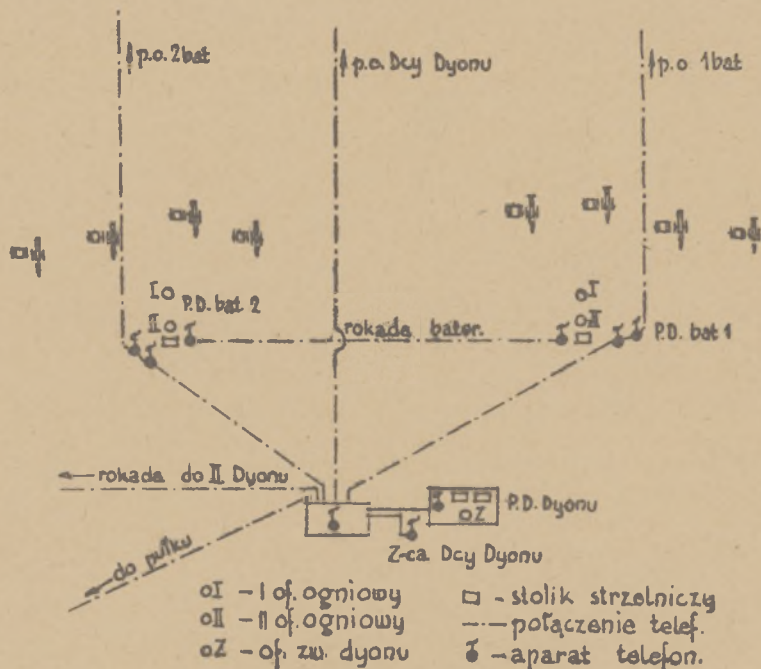 p.o. 2bat
p.o. Dcy Dyonu
p.o 1bat
I
P.D. bat 2
II
I
II
rokada bater.
P.D. bat 1
rokada do II Dyonu
P.D. Dyonu
Z
do pułku
Z-ca. Dcy Dyonu
I - I of. ogniowy
II - II of. ogniowy
Z - of. zw. dyonu
- stolik strzelniczy
- połączenie telef.
- aparat telefon.